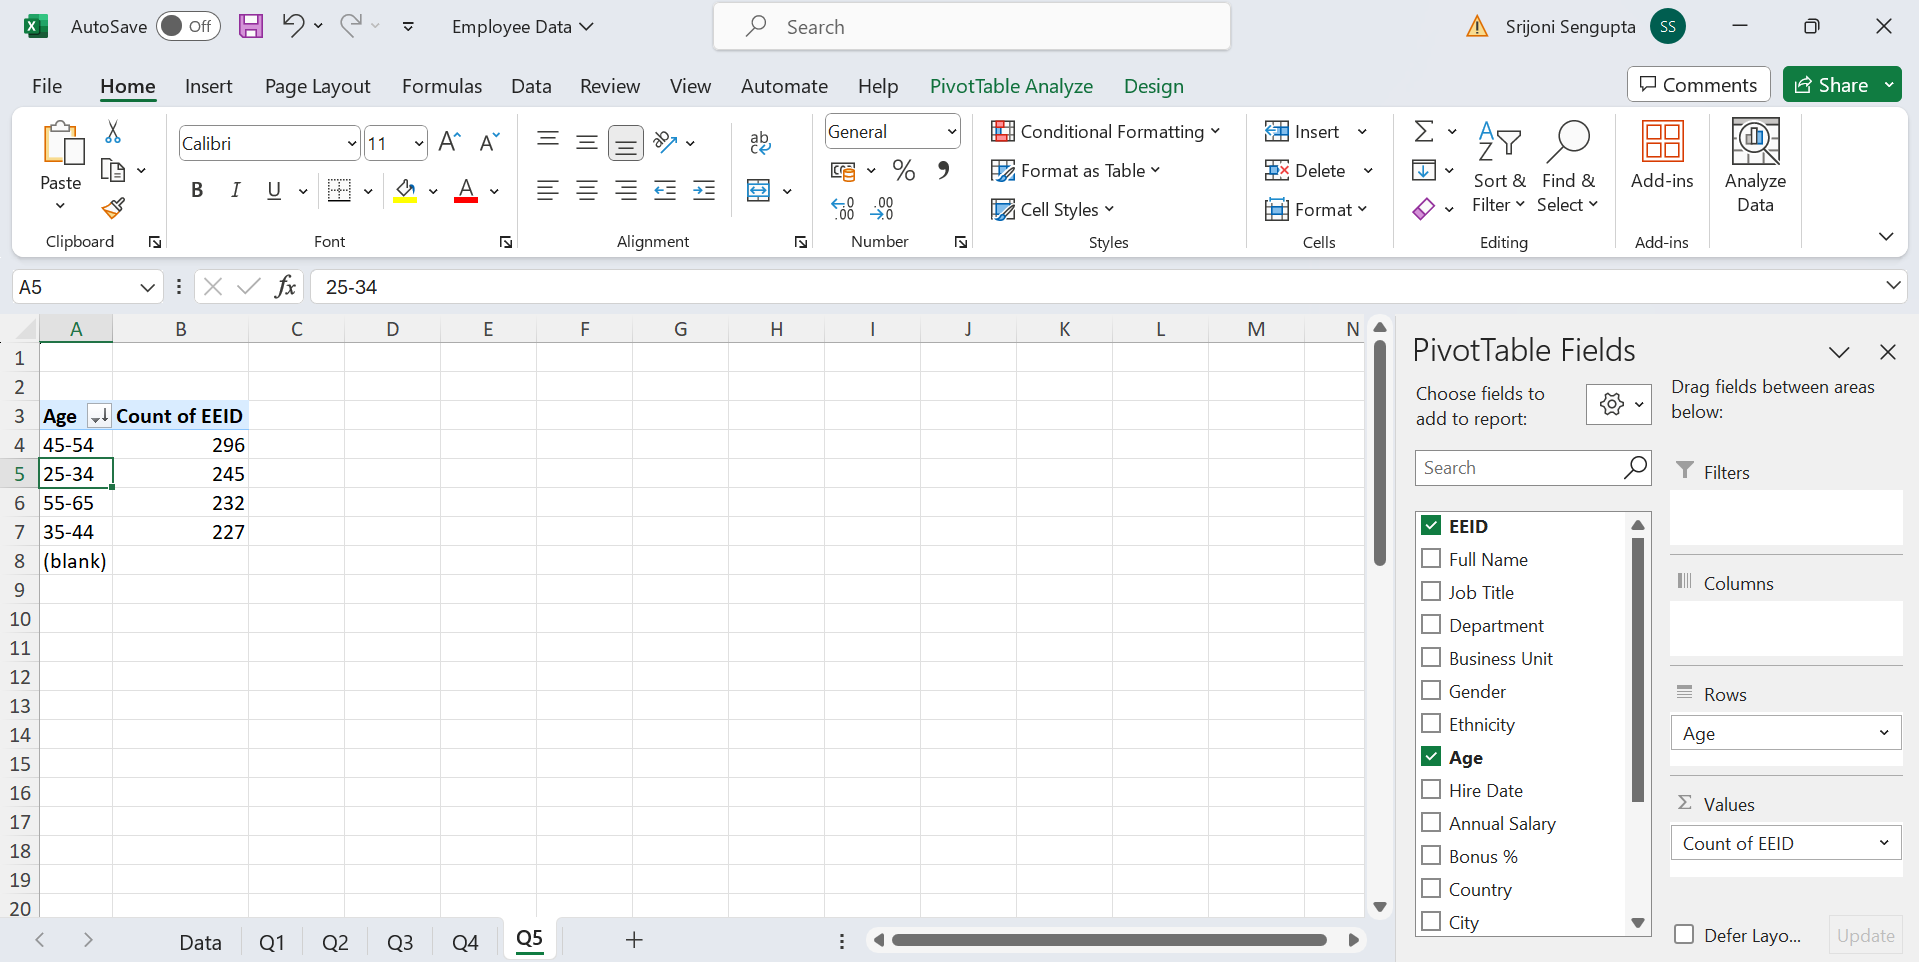 AutoSave Off Employee Data Search Srijoni Sengupta SS
File Home Insert Page Layout Formulas Data Review View Automate Help PivotTable Analyze Design Comments Share
Paste
Clipboard
Calibri 11
B I U A
Font
ab
Alignment
General
% 
Number
Conditional Formatting
Format as Table
Cell Styles
Styles
Insert
Delete
Format
Cells
Sort &
Filter
Find &
Select
Editing
Add-ins
Add-ins
Analyze
Data
A5 fx 25-34
A B C D E F G H I J K L M N
1
2
3 Age Count of EEID
4 45-54 296
5 25-34 245
6 55-65 232
7 35-44 227
8 (blank)
9
10
11
12
13
14
15
16
17
18
19
20
Data Q1 Q2 Q3 Q4 Q5
PivotTable Fields
Choose fields to
add to report:
Search
EEID
Full Name
Job Title
Department
Business Unit
Gender
Ethnicity
Age
Hire Date
Annual Salary
Bonus %
Country
City
Drag fields between areas
below:
Filters
Columns
Rows
Age
Values
Count of EEID
Defer Layo... Update